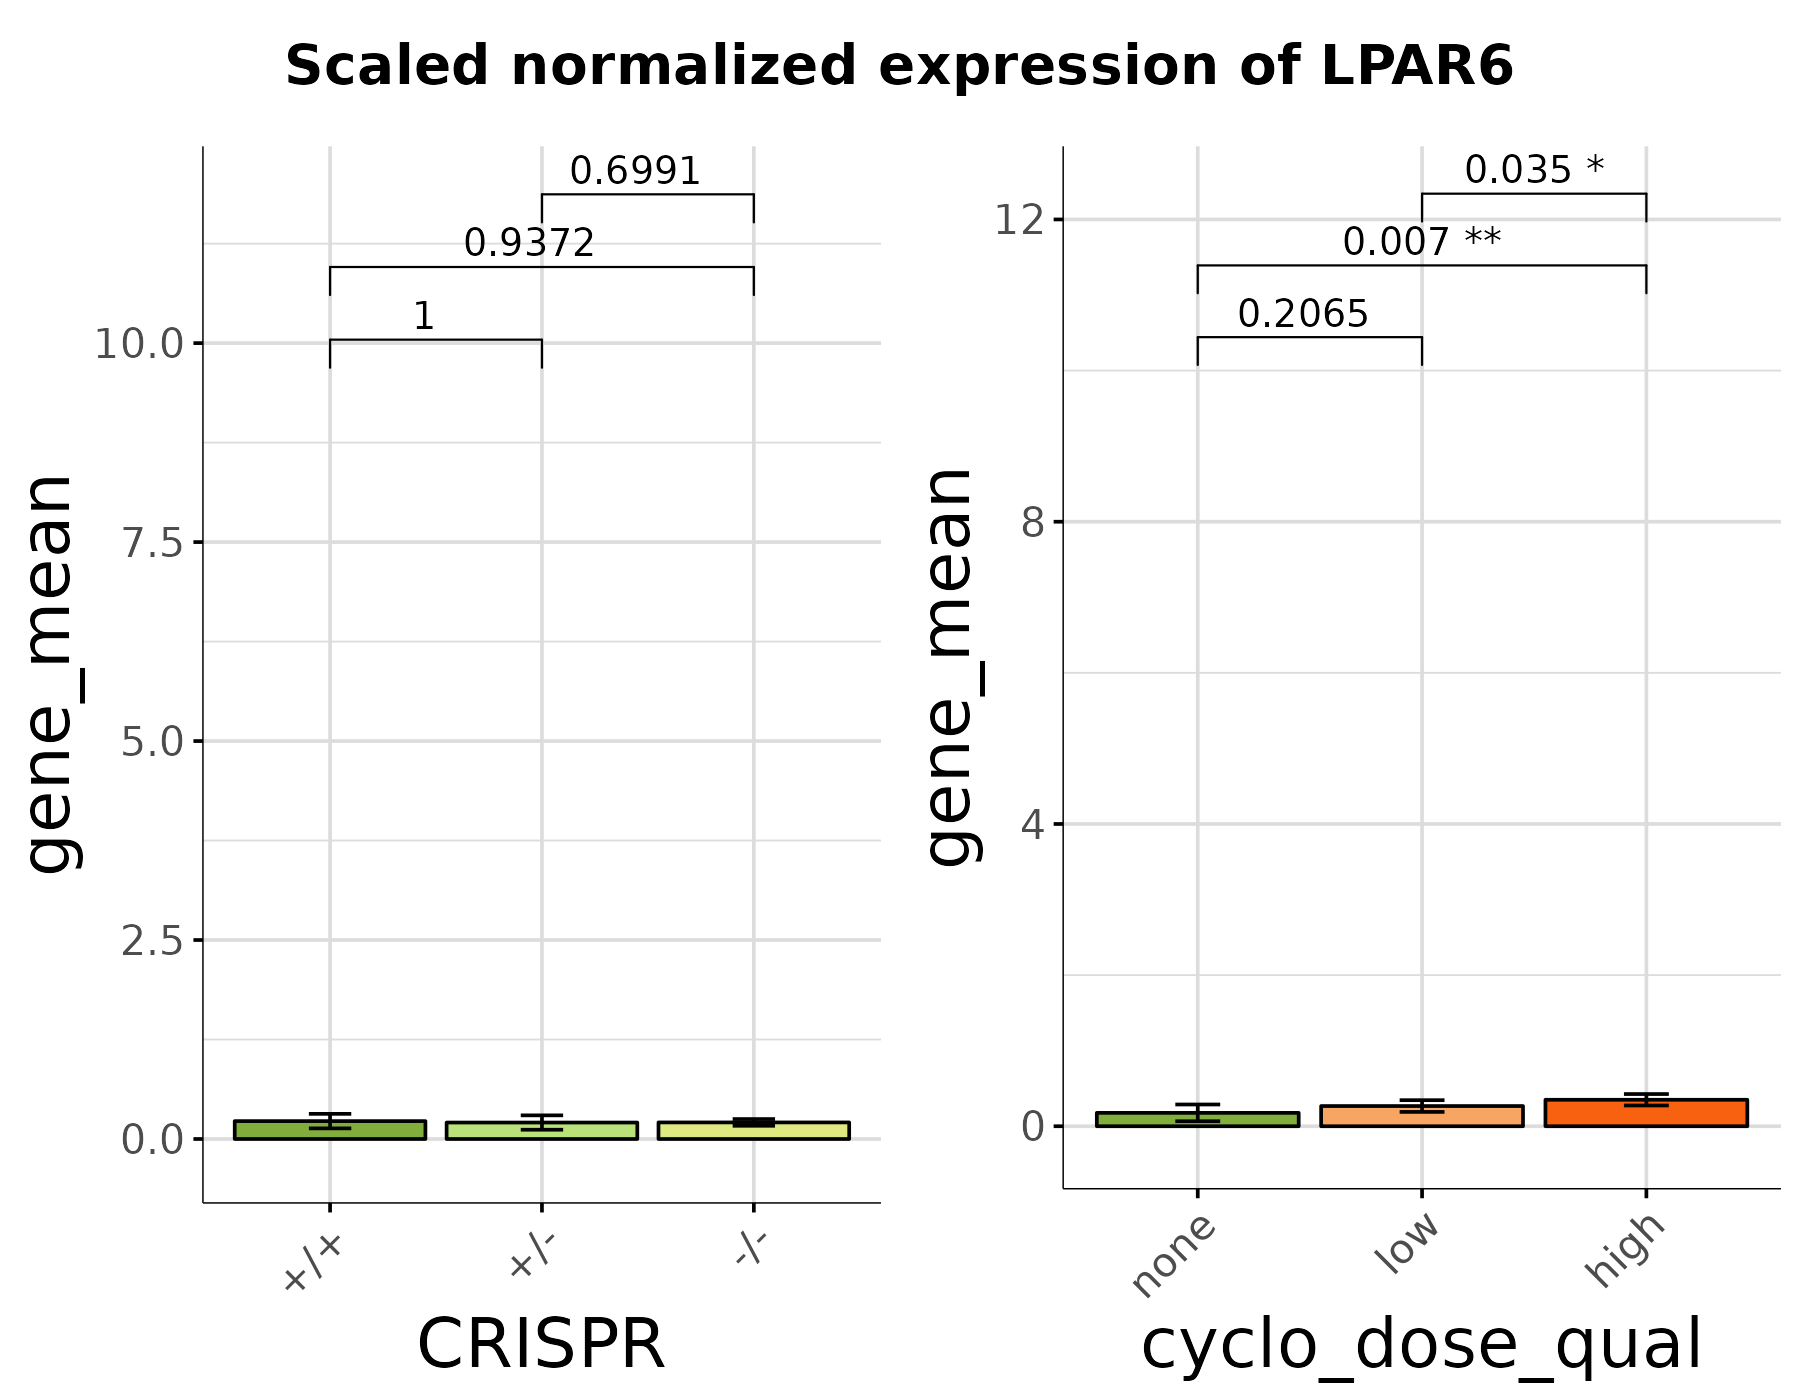 Scaled normalized expression of LPAR6
gene_mean
10.0
7.5
5.0
2.5
0.0
0.6991
0.9372
1
+/+
+/-
-/-
CRISPR
gene_mean
12
8
4
0
0.035 *
0.007 **
0.2065
none
low
high
cyclo_dose_qual